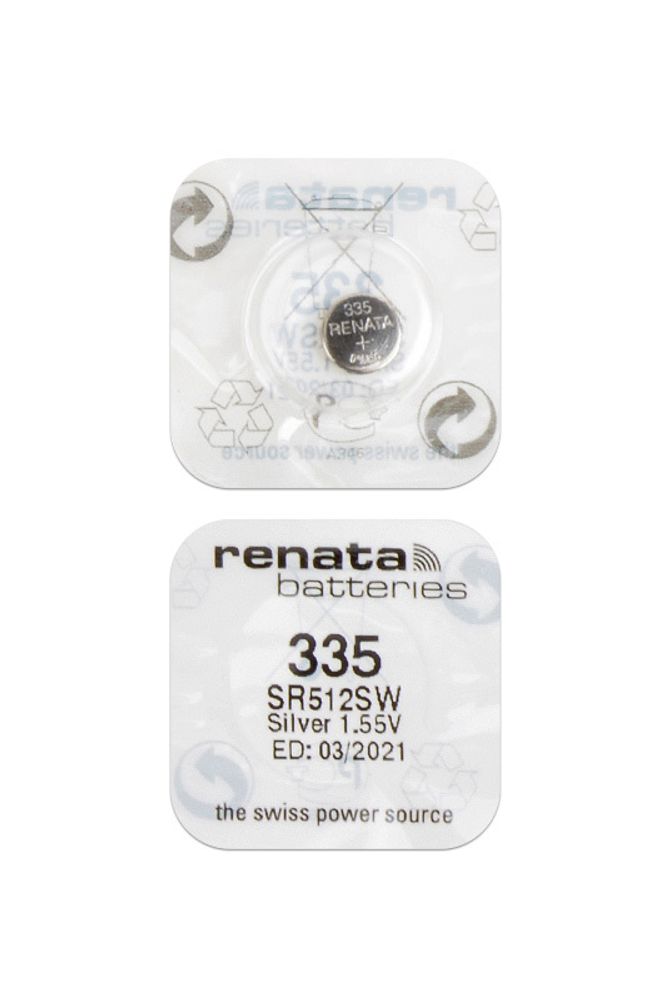 335
RENATA
+
renata
batteries
335
SR512SW
Silver 1.55V
ED: 03/2021
the swiss power source